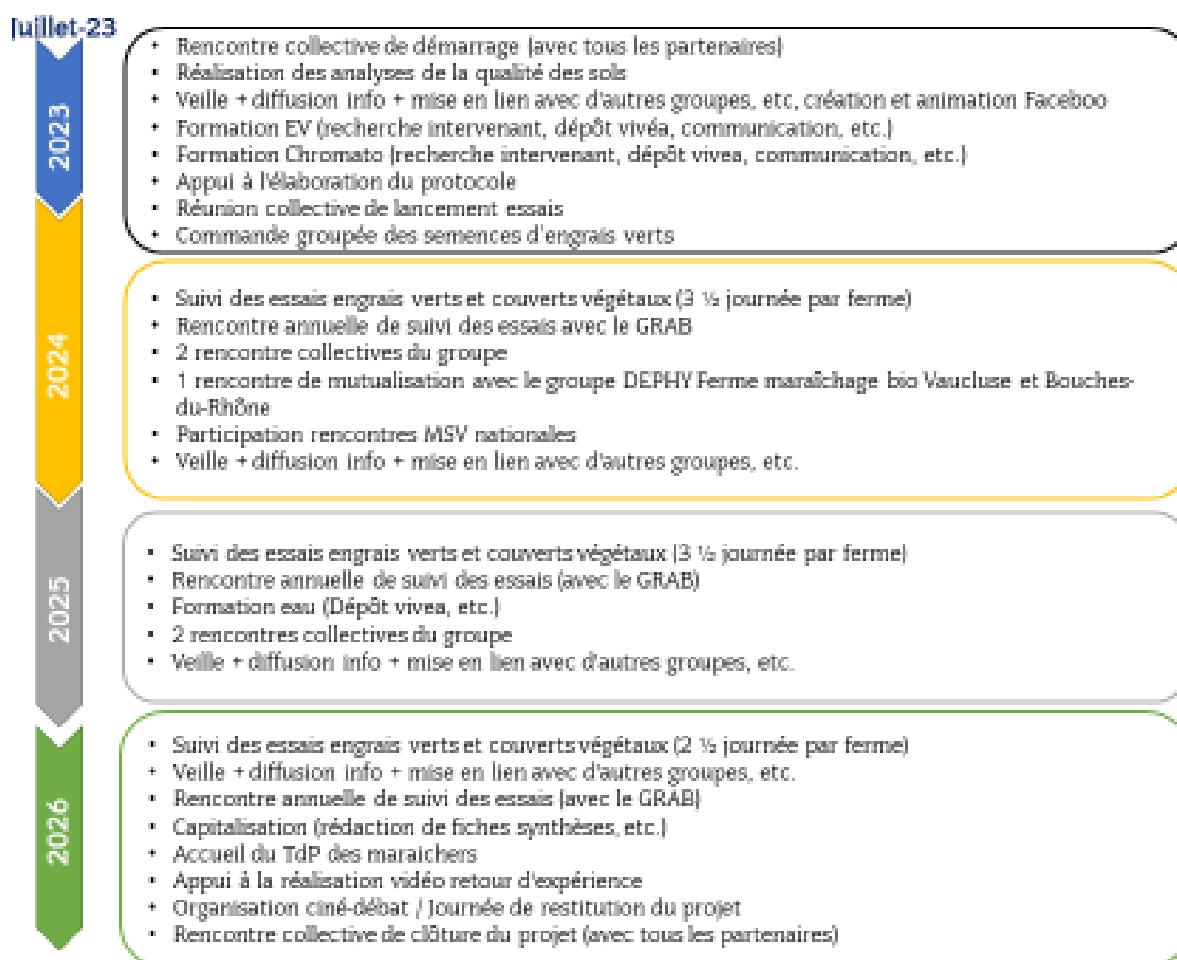 Juillet-23
2023
• Rencontre collective de démarrage (avec tous les partenaires)
• Réalisation des analyses de la qualité des sols
• Veille + diffusion info + mise en lien avec d'autres groupes, etc, création et animation Faceboo
• Formation EV (recherche intervenant, dépôt vivéa, communication, etc.)
• Formation Chromato (recherche intervenant, dépôt vivea, communication, etc.)
• Appui à l'élaboration du protocole
• Réunion collective de lancement essais
• Commande groupée des semences d'engrais verts
2024
• Suivi des essais engrais verts et couverts végétaux (3 ½ journée par ferme)
• Rencontre annuelle de suivi des essais avec le GRAB
• 2 rencontre collectives du groupe
• 1 rencontre de mutualisation avec le groupe DEPHY Ferme maraîchage bio Vaucluse et Bouches-
du-Rhône
• Participation rencontres MSV nationales
• Veille + diffusion info + mise en lien avec d'autres groupes, etc.
2025
• Suivi des essais engrais verts et couverts végétaux (3 ½ journée par ferme)
• Rencontre annuelle de suivi des essais (avec le GRAB)
• Formation eau (Dépôt vivea, etc.)
• 2 rencontres collectives du groupe
• Veille + diffusion info + mise en lien avec d'autres groupes, etc.
2026
• Suivi des essais engrais verts et couverts végétaux (2 ½ journée par ferme)
• Veille + diffusion info + mise en lien avec d'autres groupes, etc.
• Rencontre annuelle de suivi des essais (avec le GRAB)
• Capitalisation (rédaction de fiches synthèses, etc.)
• Accueil du TdP des maraichers
• Appui à la réalisation vidéo retour d'expérience
• Organisation ciné-débat / Journée de restitution du projet
• Rencontre collective de clôture du projet (avec tous les partenaires)